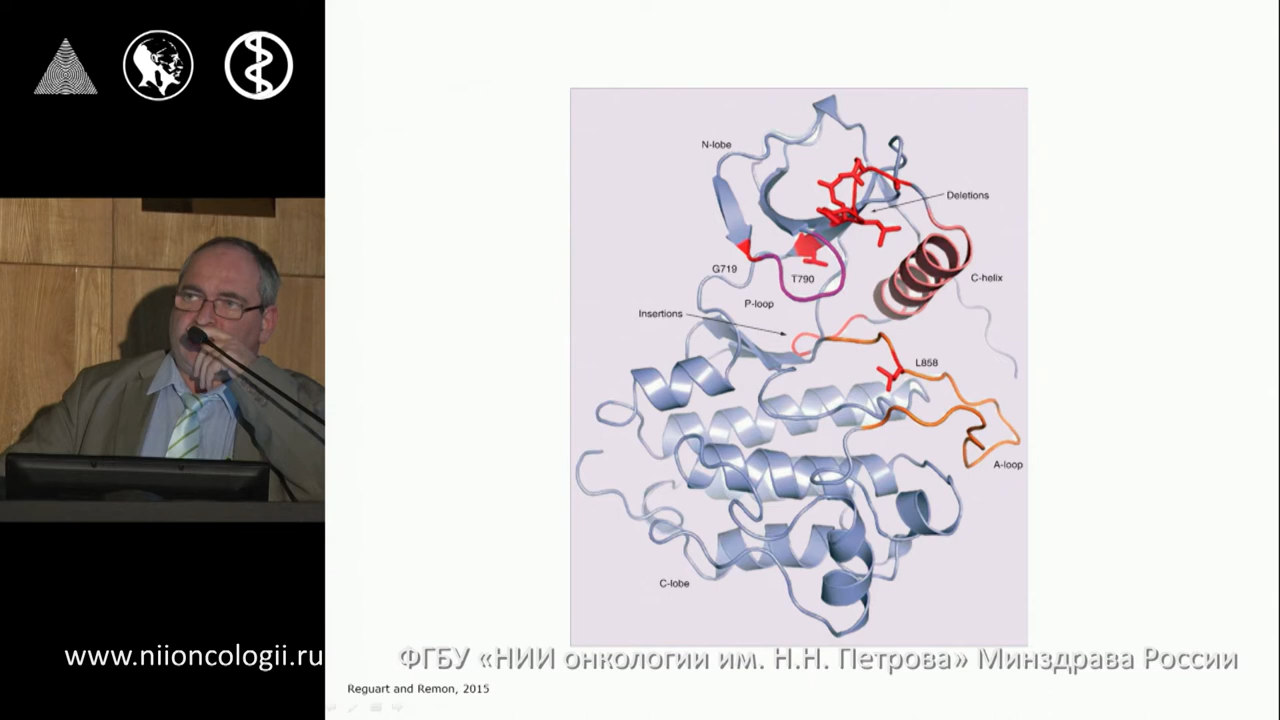 N-lobe
Deletions
G719
T790
C-helix
P-loop
Insertions
L858
A-loop
C-lobe
www.niioncologii.ru
ФГБУ «НИИ онкологии им. Н.Н. Петрова» Минздрава России
Reguart and Remon, 2015